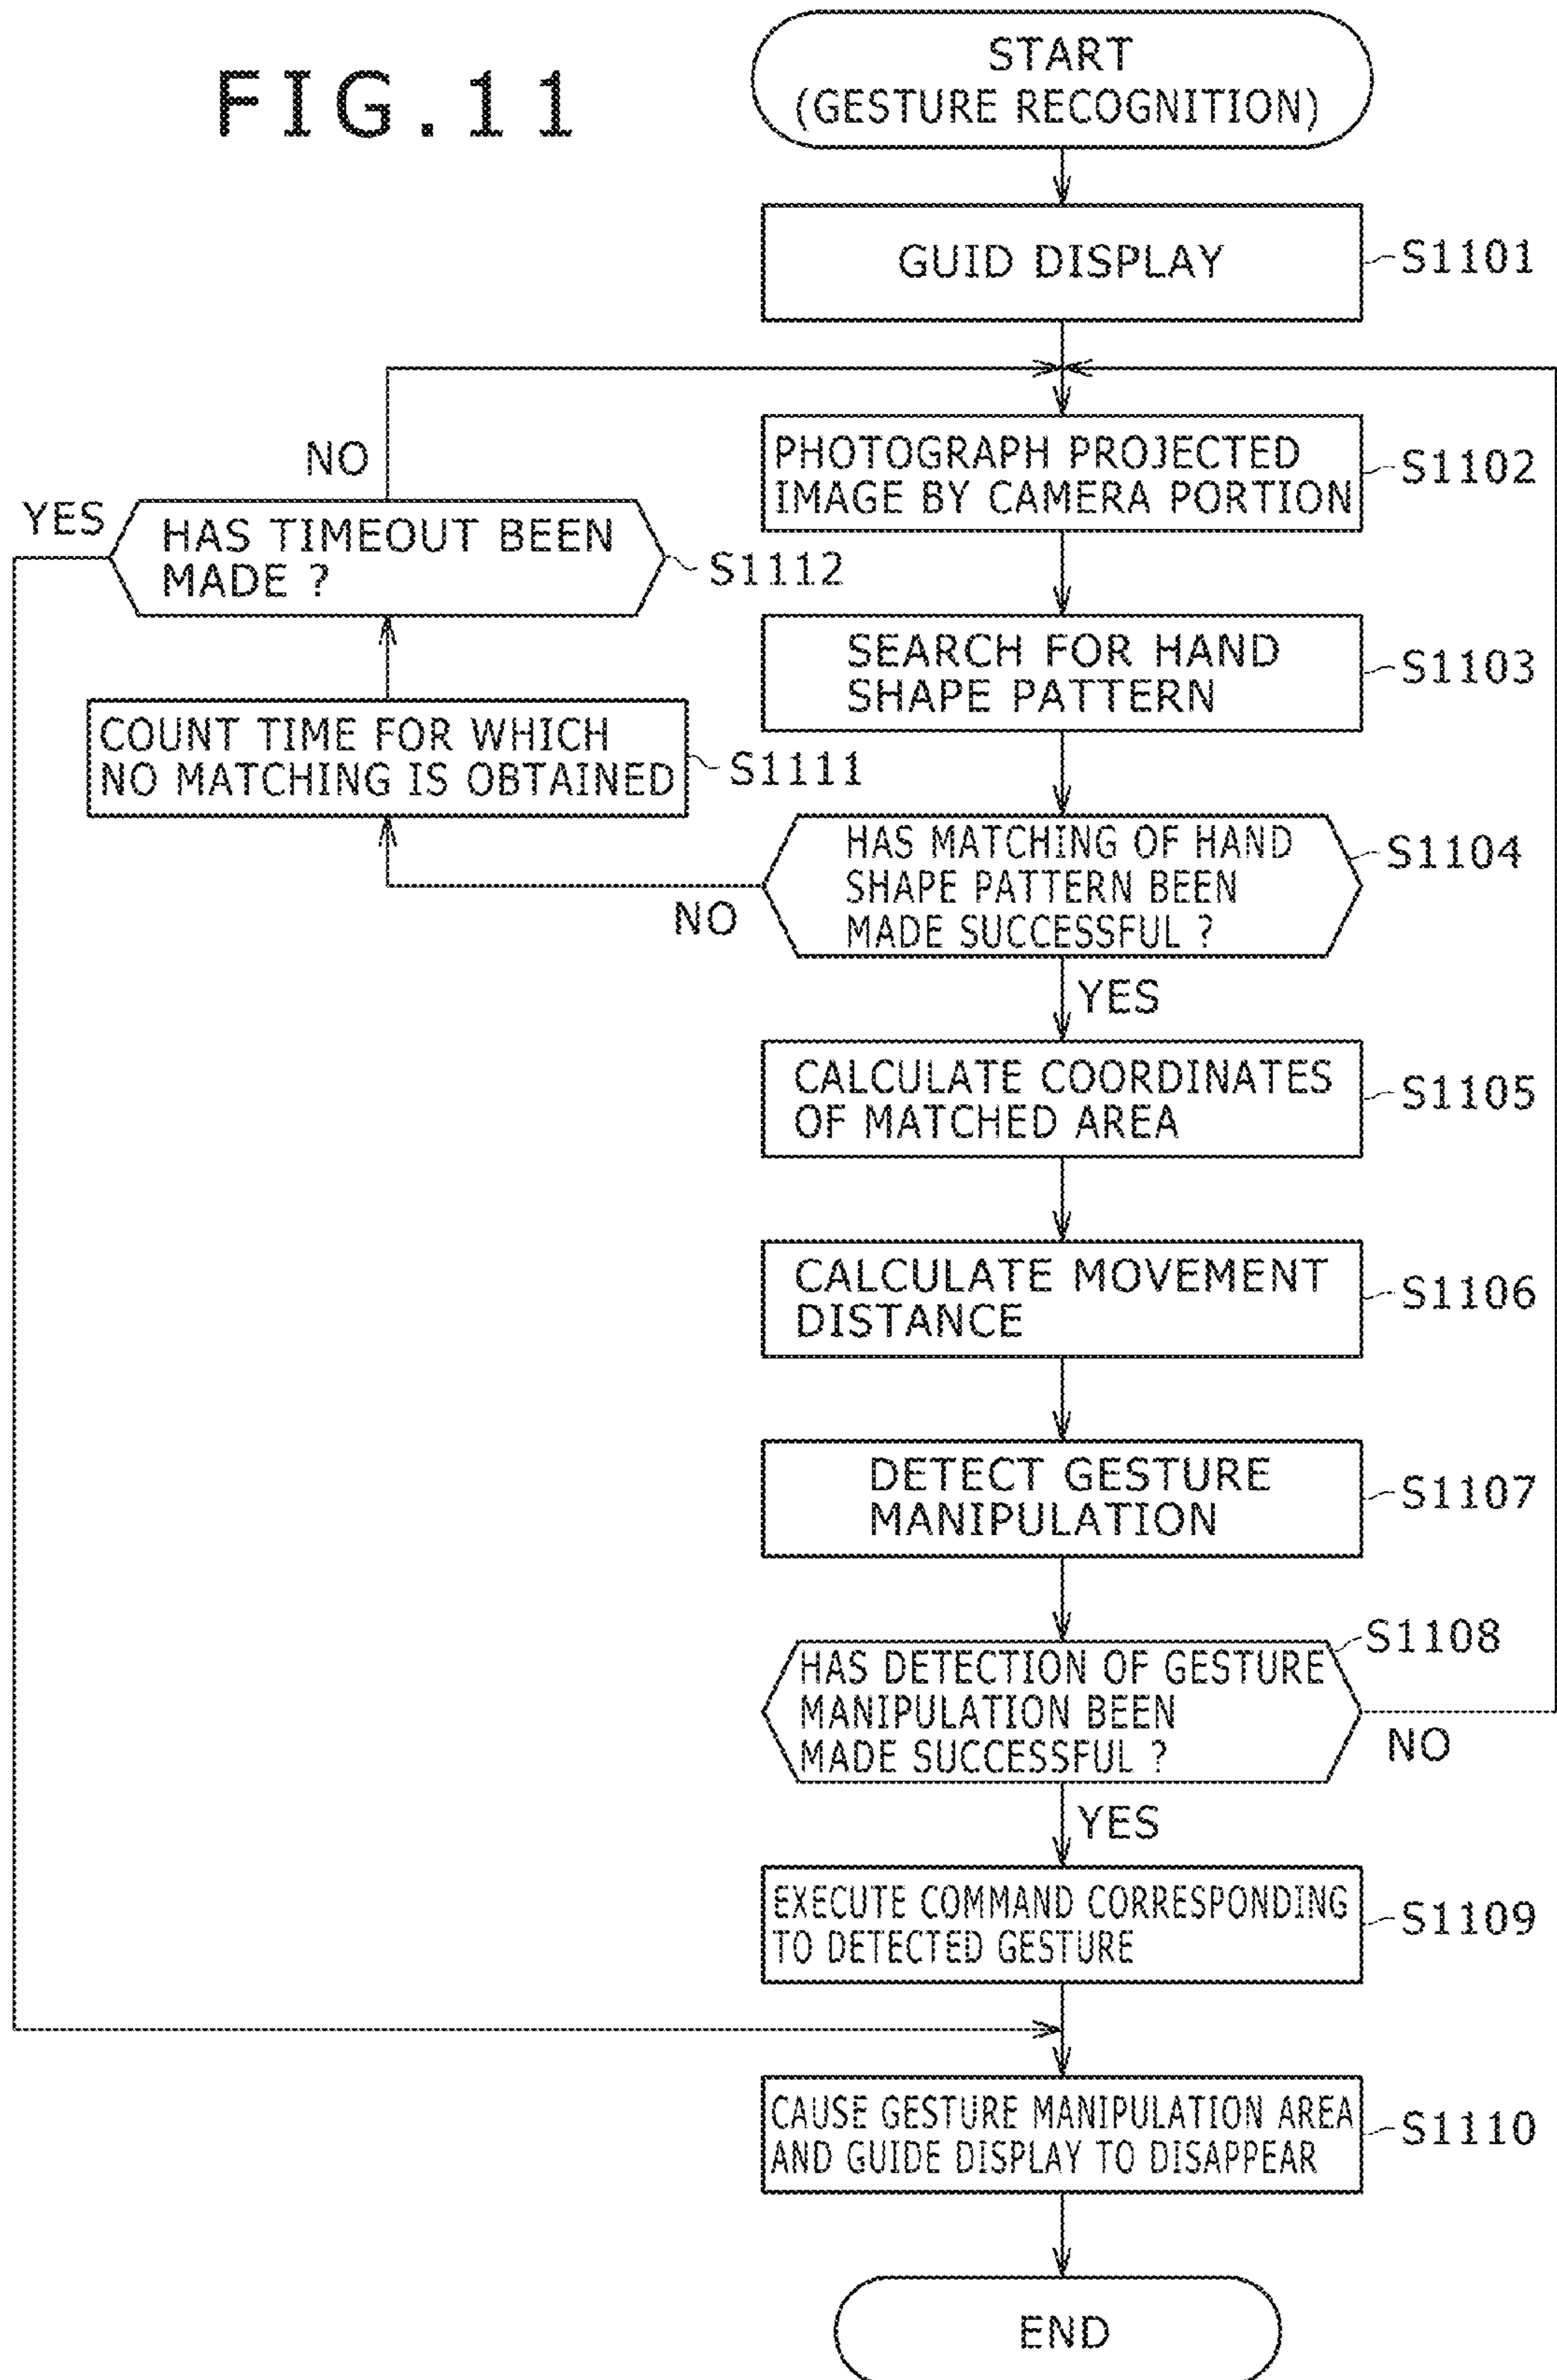 FIG.11
START
(GESTURE RECOGNITION)
GUID DISPLAY
S1101
PHOTOGRAPH PROJECTED
IMAGE BY CAMERA PORTION
S1102
SEARCH FOR HAND
SHAPE PATTERN
S1103
HAS MATCHING OF HAND
SHAPE PATTERN BEEN
MADE SUCCESSFUL ?
S1104
NO
YES
COUNT TIME FOR WHICH
NO MATCHING IS OBTAINED
S1111
HAS TIMEOUT BEEN
MADE ?
S1112
NO
YES
CALCULATE COORDINATES
OF MATCHED AREA
S1105
CALCULATE MOVEMENT
DISTANCE
S1106
DETECT GESTURE
MANIPULATION
S1107
HAS DETECTION OF GESTURE
MANIPULATION BEEN
MADE SUCCESSFUL ?
S1108
NO
YES
EXECUTE COMMAND CORRESPONDING
TO DETECTED GESTURE
S1109
CAUSE GESTURE MANIPULATION AREA
AND GUIDE DISPLAY TO DISAPPEAR
S1110
END